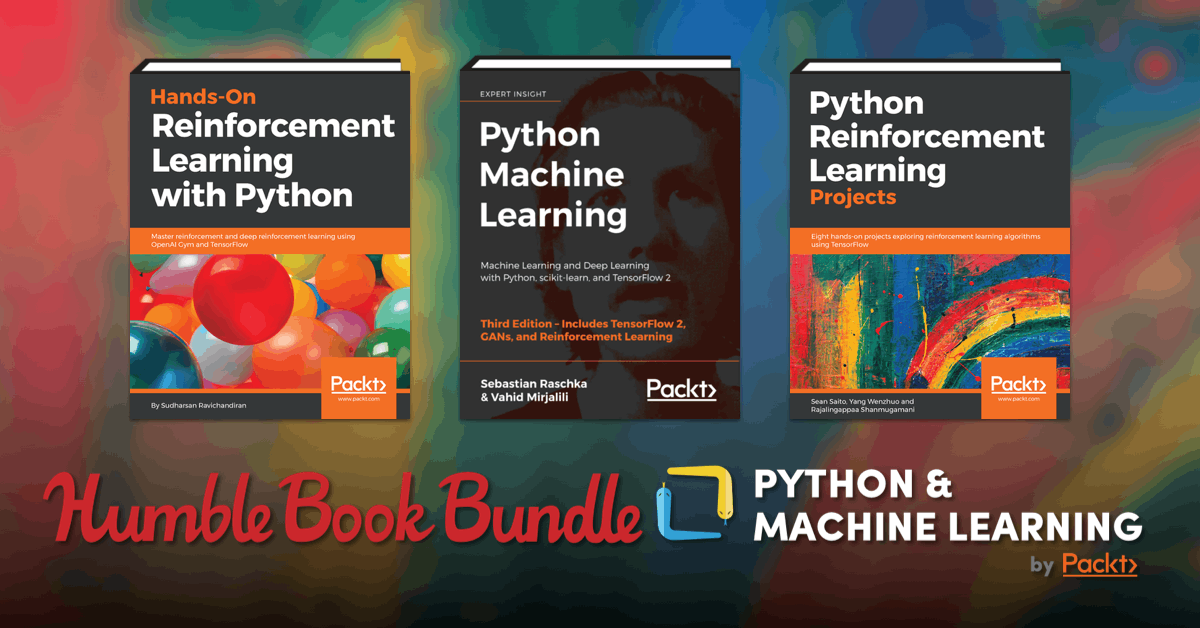 Hands-On
Reinforcement
Learning
with Python
Master reinforcement and deep reinforcement learning using
OpenAI Gym and TensorFlow
Packt>
www.packt.com
By Sudharsan Ravichandiran
EXPERT INSIGHT
Python
Machine
Learning
Machine Learning and Deep Learning
with Python, scikit-learn, and TensorFlow 2
Third Edition – Includes TensorFlow 2,
GANs, and Reinforcement Learning
Sebastian Raschka
& Vahid Mirjalili
Packt>
Python
Reinforcement
Learning
Projects
Eight hands-on projects exploring reinforcement learning algorithms
using TensorFlow
Packt>
www.packt.com
Sean Saito, Yang Wenzhuo and
Rajalingappaa Shanmugamani
Humble Book Bundle
PYTHON &
MACHINE LEARNING
by Packt>